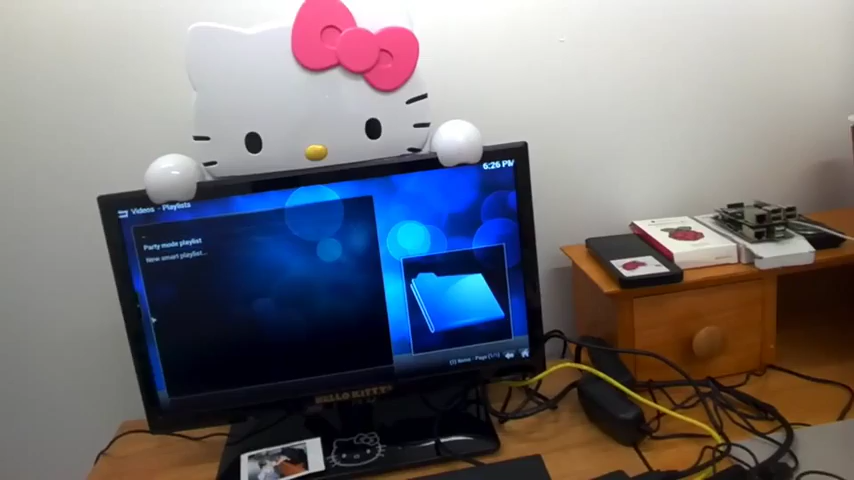 Videos - Playlists
6:26 PM
..
Party mode playlist
New smart playlist...
HELLO KITTY